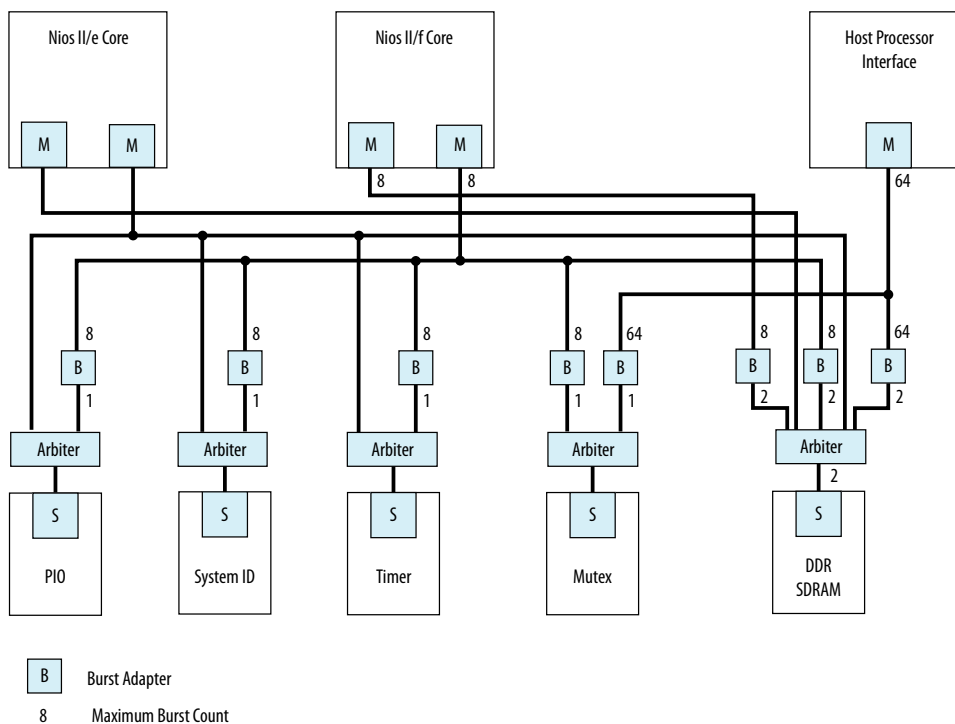 Nios II/e Core
Nios II/f Core
Host Processor
Interface
M
M
M
M
M
8
8
64
8
8
8
8
64
8
8
64
B
B
B
B
B
B
B
B
1
1
1
1
1
2
2
2
Arbiter
Arbiter
Arbiter
Arbiter
Arbiter
2
S
S
S
S
S
PIO
System ID
Timer
Mutex
DDR
SDRAM
B
Burst Adapter
8
Maximum Burst Count